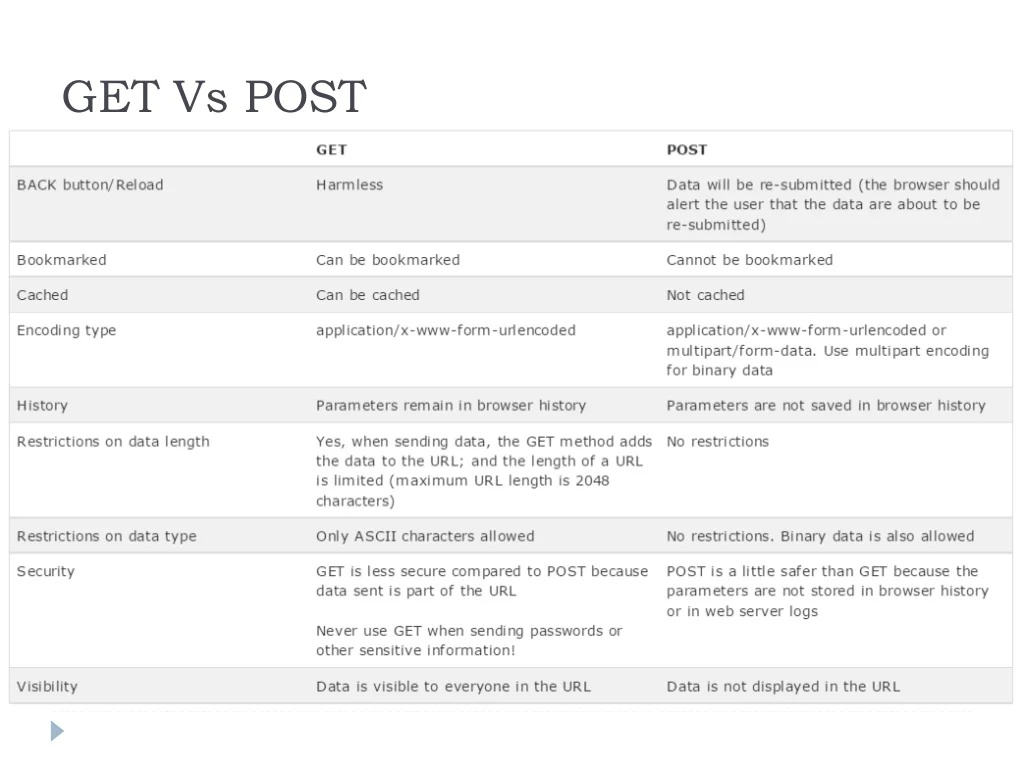 GET Vs POST
GET POST
BACK button/Reload Harmless Data will be re-submitted (the browser should
alert the user that the data are about to be
re-submitted)
Bookmarked Can be bookmarked Cannot be bookmarked
Cached Can be cached Not cached
Encoding type application/x-www-form-urlencoded application/x-www-form-urlencoded or
multipart/form-data. Use multipart encoding
for binary data
History Parameters remain in browser history Parameters are not saved in browser history
Restrictions on data length Yes, when sending data, the GET method adds No restrictions
the data to the URL; and the length of a URL
is limited (maximum URL length is 2048
characters)
Restrictions on data type Only ASCII characters allowed No restrictions. Binary data is also allowed
Security GET is less secure compared to POST because POST is a little safer than GET because the
data sent is part of the URL parameters are not stored in browser history
or in web server logs
Never use GET when sending passwords or
other sensitive information!
Visibility Data is visible to everyone in the URL Data is not displayed in the URL